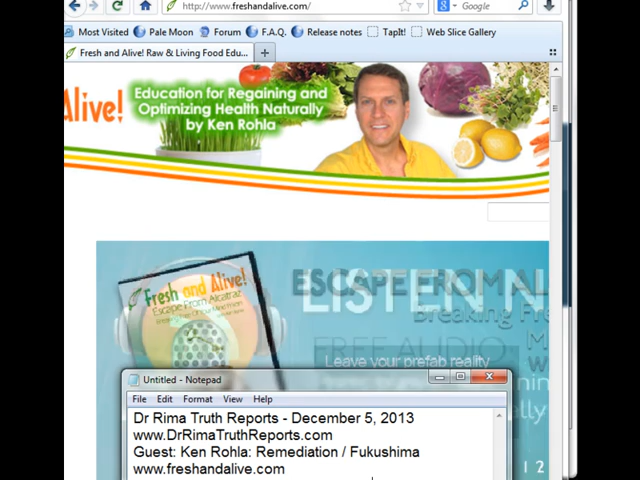 http://www.freshandalive.com/
Google
Most Visited Pale Moon Forum F.A.Q. Release notes TapIt! Web Slice Gallery
Fresh and Alive! Raw & Living Food Edu...
Alive!
Education for Regaining and
Optimizing Health Naturally
by Ken Rohla
Fresh and Alive!
Escape From Alcatraz
ESCAPE FROM AL
LISTEN N
Breaking Fre
FREE AUDIO
Leave your prefab reality
Untitled - Notepad
File Edit Format View Help
Dr Rima Truth Reports - December 5, 2013
www.DrRimaTruthReports.com
Guest: Ken Rohla: Remediation / Fukushima
www.freshandalive.com
1 2